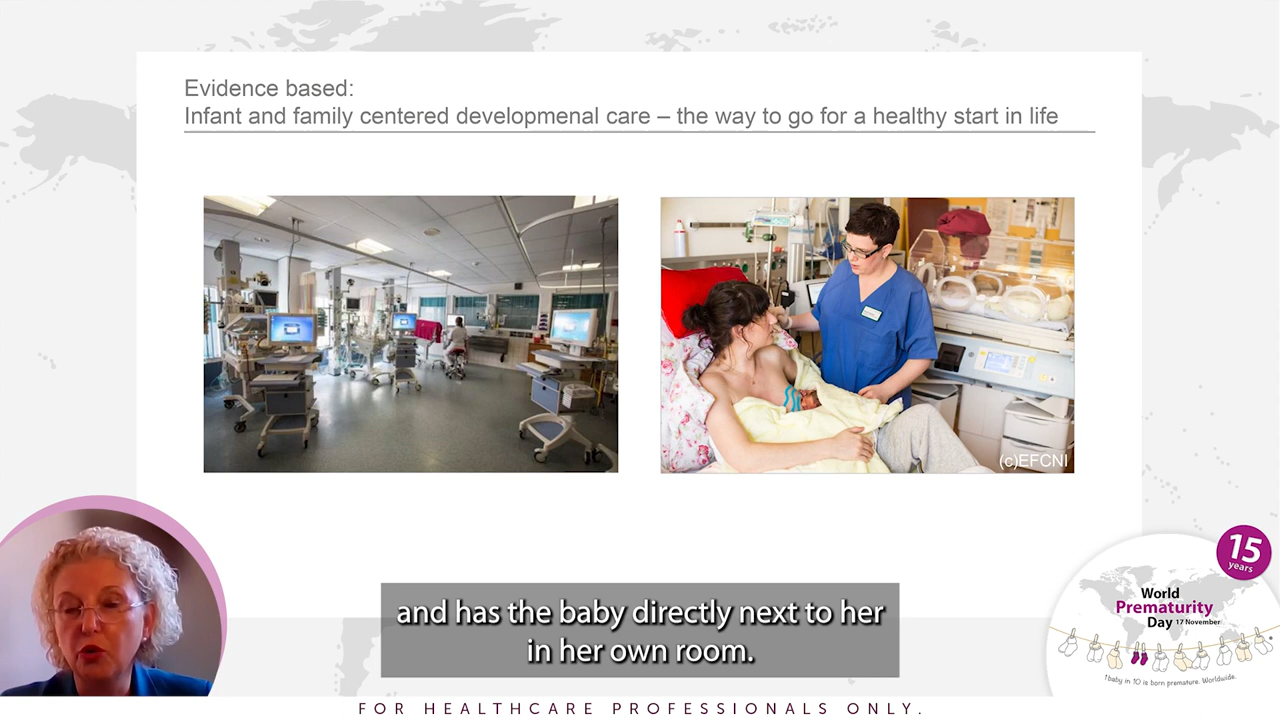 Evidence based:
Infant and family centered developmenal care – the way to go for a healthy start in life
(c)EFCNI
and has the baby directly next to her
in her own room.
15
years
World
Prematurity
Day 17 November
1 baby in 10 is born premature. Worldwide.
FOR HEALTHCARE PROFESSIONALS ONLY.